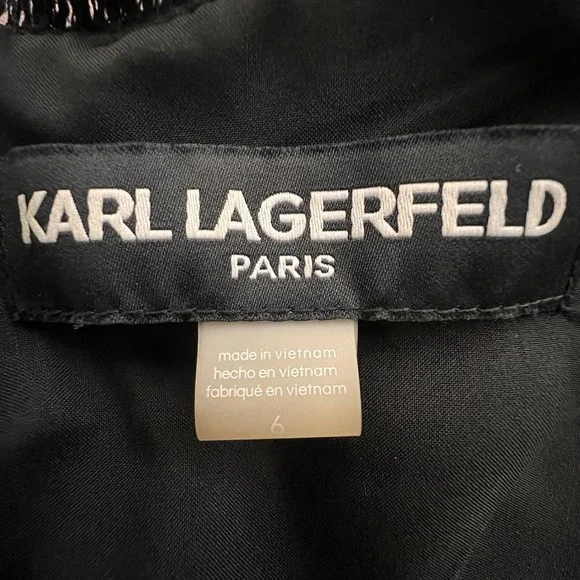 KARL LAGERFELD
PARIS
made in vietnam
hecho en vietnam
fabriqué en vietnam
6